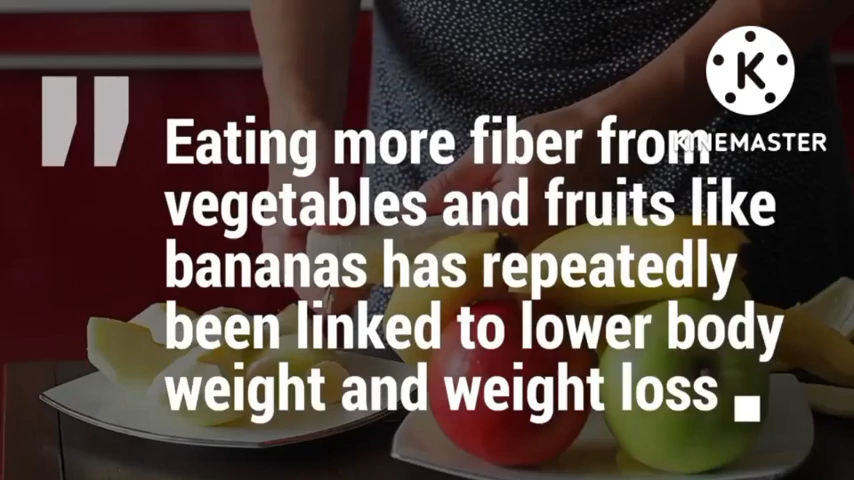 "
Eating more fiber from
vegetables and fruits like
bananas has repeatedly
been linked to lower body
weight and weight loss
K
KINEMASTER